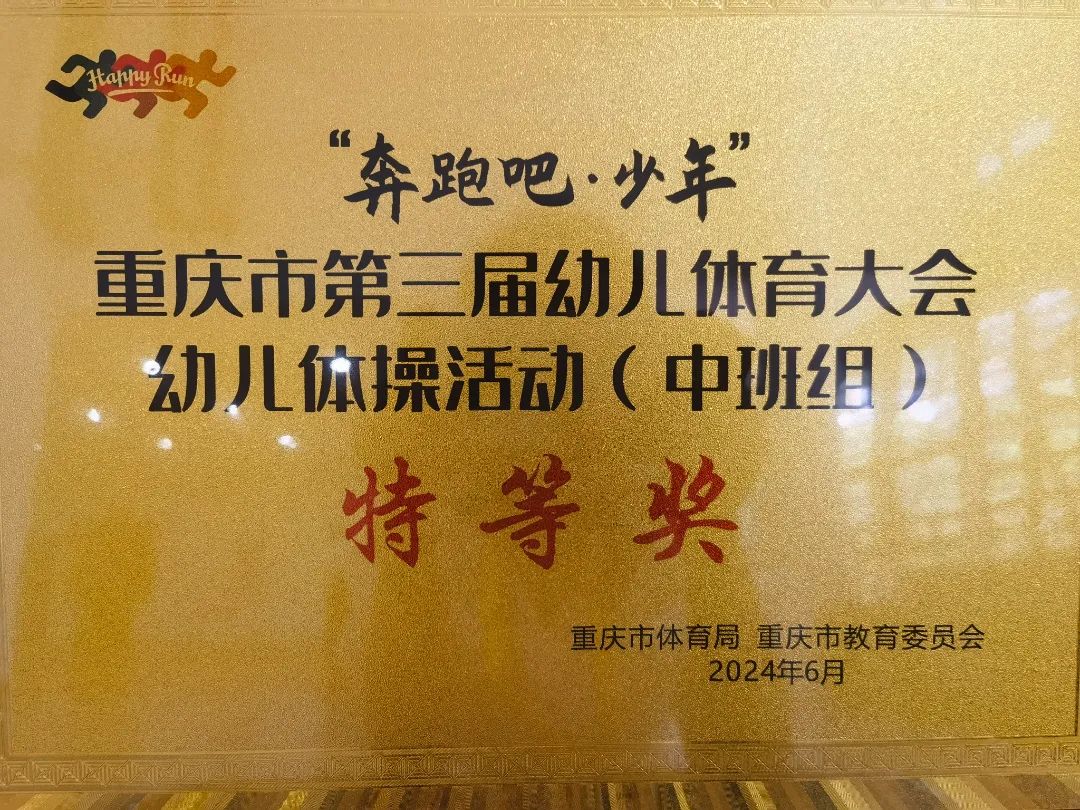 Happy Run
“奔跑吧·少年”
重庆市第三届幼儿体育大会
幼儿体操活动(中班组)
特等奖
重庆市体育局 重庆市教育委员会
2024年6月